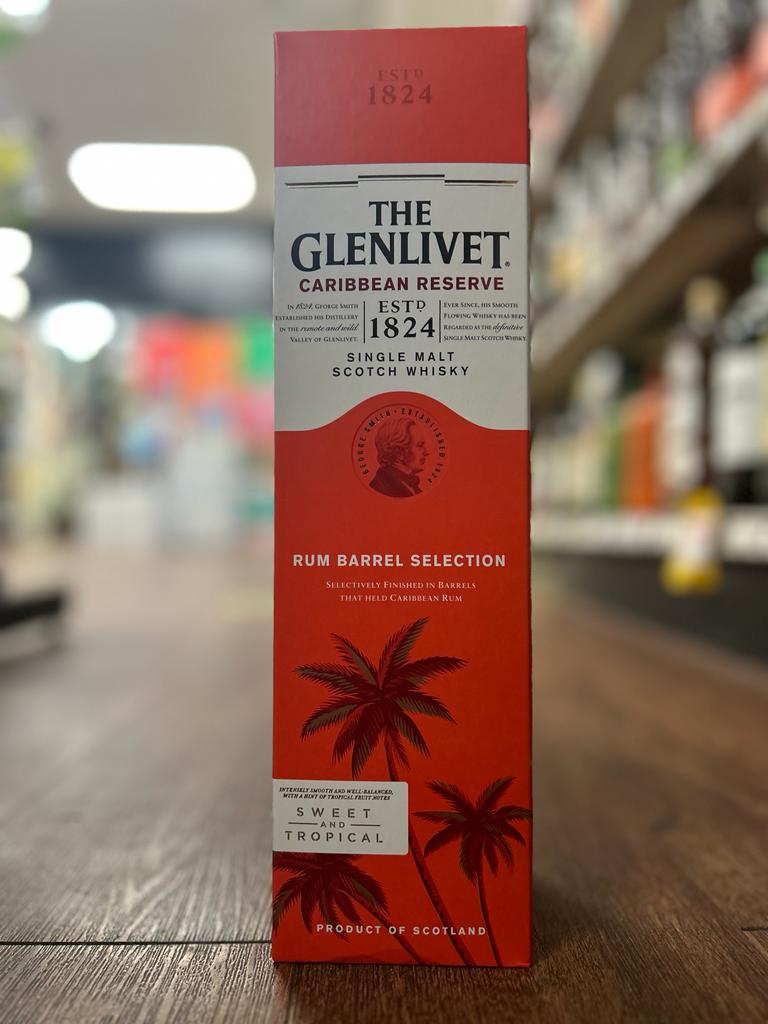 ESTD
1824
THE
GLENLIVET®
CARIBBEAN RESERVE
In 1824, George Smith
Established his Distillery
in the remote and wild
Valley of Glenlivet.
ESTD
1824
Ever Since, his Smooth
Flowing Whisky has been
Regarded as the definitive
Single Malt Scotch Whisky.
SINGLE MALT
SCOTCH WHISKY
GEORGE SMITH • ESTABLISHED 1824
RUM BARREL SELECTION
Selectively Finished in Barrels
that held Caribbean Rum
INTENSELY SMOOTH AND WELL-BALANCED,
WITH A HINT OF TROPICAL FRUIT NOTES
SWEET
AND
TROPICAL
PRODUCT OF SCOTLAND